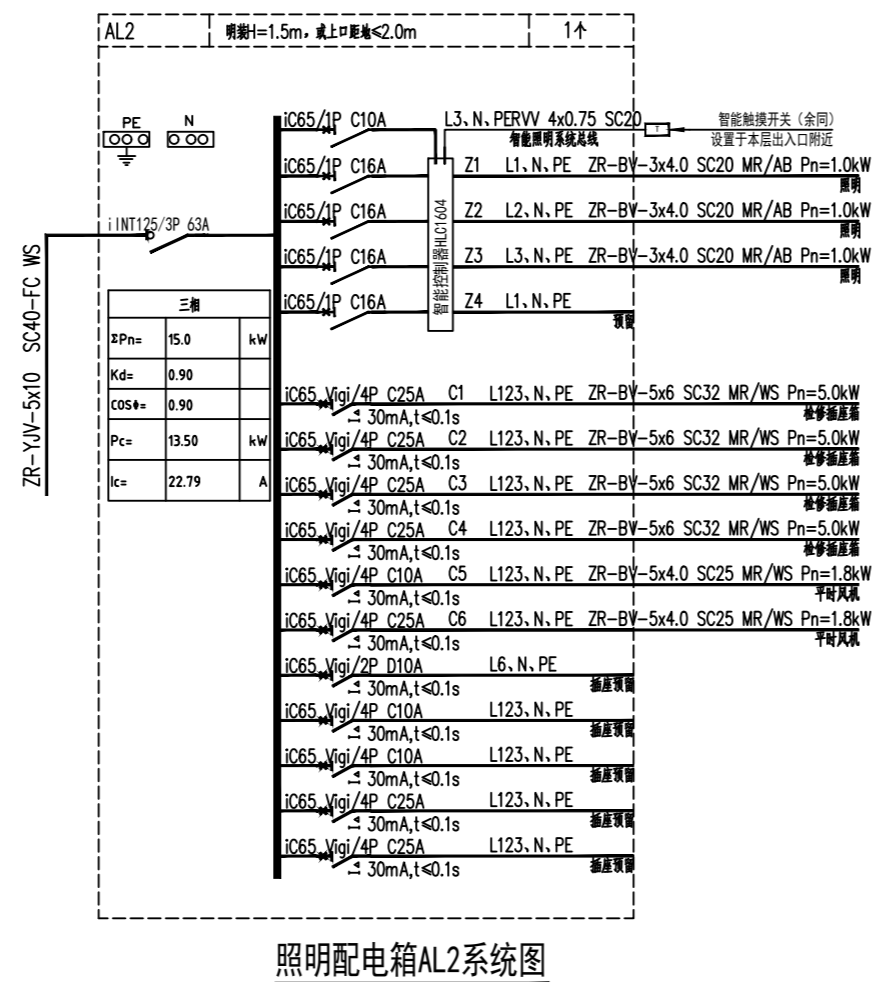 AL2 明装H=1.5m，或上口距地≤2.0m 1个
PE N
iINT125/3P 63A
ZR-YJV-5x10 SC40-FC WS
三相
ΣPn= 15.0 kW
Kd= 0.90
COSΦ= 0.90
Pc= 13.50 kW
Ic= 22.79 A
iC65/1P C10A L3、N、PE RVV 4x0.75 SC20 T 智能触摸开关（余同）
智能照明系统总线 设置于本层出入口附近
智能控制器HLC1604
iC65/1P C16A Z1 L1、N、PE ZR-BV-3x4.0 SC20 MR/AB Pn=1.0kW
照明
iC65/1P C16A Z2 L2、N、PE ZR-BV-3x4.0 SC20 MR/AB Pn=1.0kW
照明
iC65/1P C16A Z3 L3、N、PE ZR-BV-3x4.0 SC20 MR/AB Pn=1.0kW
照明
iC65/1P C16A Z4 L1、N、PE
预留
iC65 Vigi/4P C25A C1 L123、N、PE ZR-BV-5x6 SC32 MR/WS Pn=5.0kW
30mA,t≤0.1s 检修插座箱
iC65 Vigi/4P C25A C2 L123、N、PE ZR-BV-5x6 SC32 MR/WS Pn=5.0kW
30mA,t≤0.1s 检修插座箱
iC65 Vigi/4P C25A C3 L123、N、PE ZR-BV-5x6 SC32 MR/WS Pn=5.0kW
30mA,t≤0.1s 检修插座箱
iC65 Vigi/4P C25A C4 L123、N、PE ZR-BV-5x6 SC32 MR/WS Pn=5.0kW
30mA,t≤0.1s 检修插座箱
iC65 Vigi/4P C10A C5 L123、N、PE ZR-BV-5x4.0 SC25 MR/WS Pn=1.8kW
30mA,t≤0.1s 平时风机
iC65 Vigi/4P C25A C6 L123、N、PE ZR-BV-5x4.0 SC25 MR/WS Pn=1.8kW
30mA,t≤0.1s 平时风机
iC65 Vigi/2P D10A L6、N、PE
30mA,t≤0.1s 插座预留
iC65 Vigi/4P C10A L123、N、PE
30mA,t≤0.1s 插座预留
iC65 Vigi/4P C10A L123、N、PE
30mA,t≤0.1s 插座预留
iC65 Vigi/4P C25A L123、N、PE
30mA,t≤0.1s 插座预留
iC65 Vigi/4P C25A L123、N、PE
30mA,t≤0.1s 插座预留
照明配电箱AL2系统图